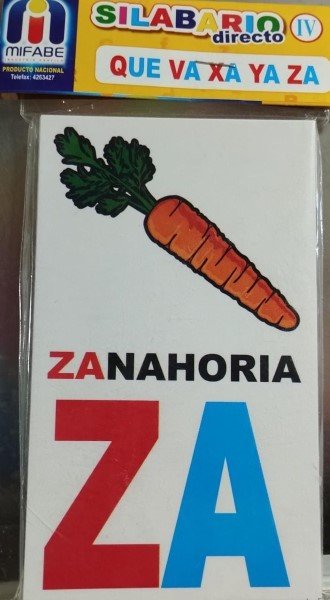 SILABARIO
directo
IV
MIFABE
PRODUCTO NACIONAL
Telefax: 4263427
QUE VA XA YA ZA
ZANAHORIA
ZA